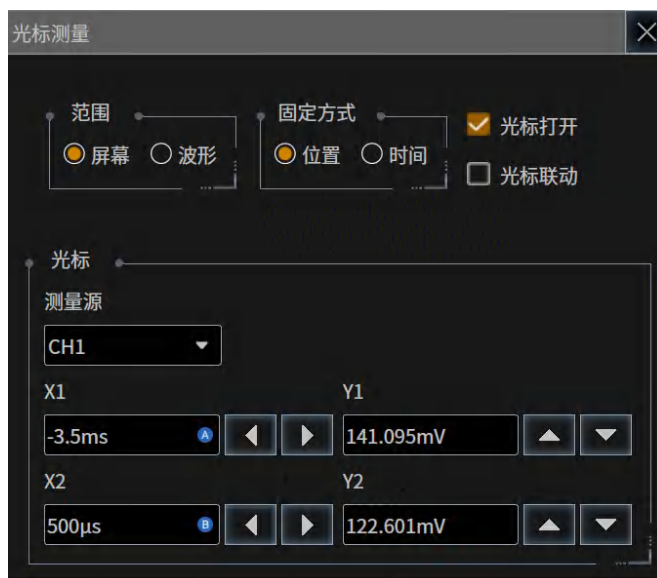 光标测量
范围 固定方式
屏幕 波形 位置 时间 光标打开
光标联动
光标
测量源
CH1
X1 Y1
-3.5ms A 141.095mV
X2 Y2
500μs B 122.601mV